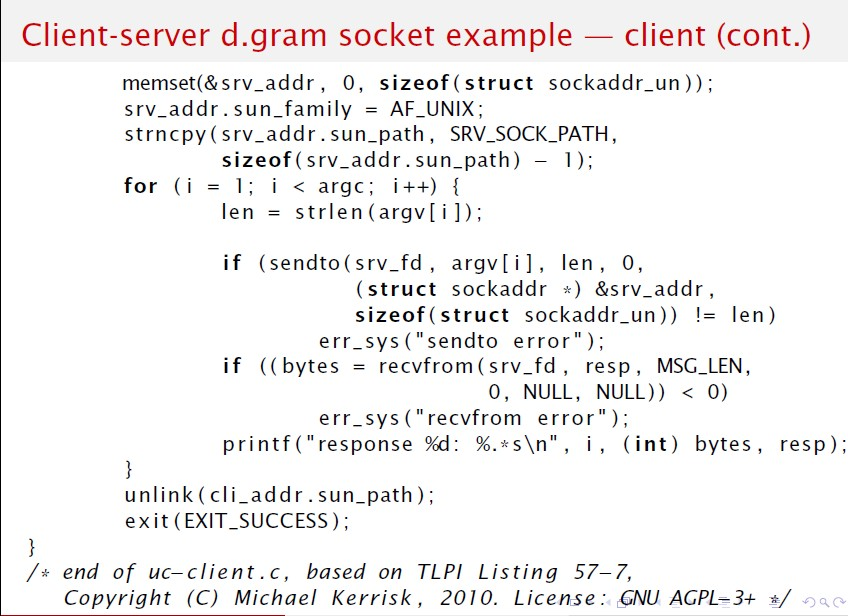 Client-server d.gram socket example — client (cont.)
memset(&srv_addr, 0, sizeof(struct sockaddr_un));
srv_addr.sun_family = AF_UNIX;
strncpy(srv_addr.sun_path, SRV_SOCK_PATH,
sizeof(srv_addr.sun_path) − 1);
for (i = 1; i < argc; i++) {
len = strlen(argv[i]);
if (sendto(srv_fd, argv[i], len, 0,
(struct sockaddr *) &srv_addr,
sizeof(struct sockaddr_un)) != len)
err_sys("sendto error");
if ((bytes = recvfrom(srv_fd, resp, MSG_LEN,
0, NULL, NULL)) < 0)
err_sys("recvfrom error");
printf("response %d: %.*s\n", i, (int) bytes, resp);
}
unlink(cli_addr.sun_path);
exit(EXIT_SUCCESS);
}
/* end of uc−client.c, based on TLPI Listing 57−7,
Copyright (C) Michael Kerrisk, 2010. License: GNU AGPL−3+ */